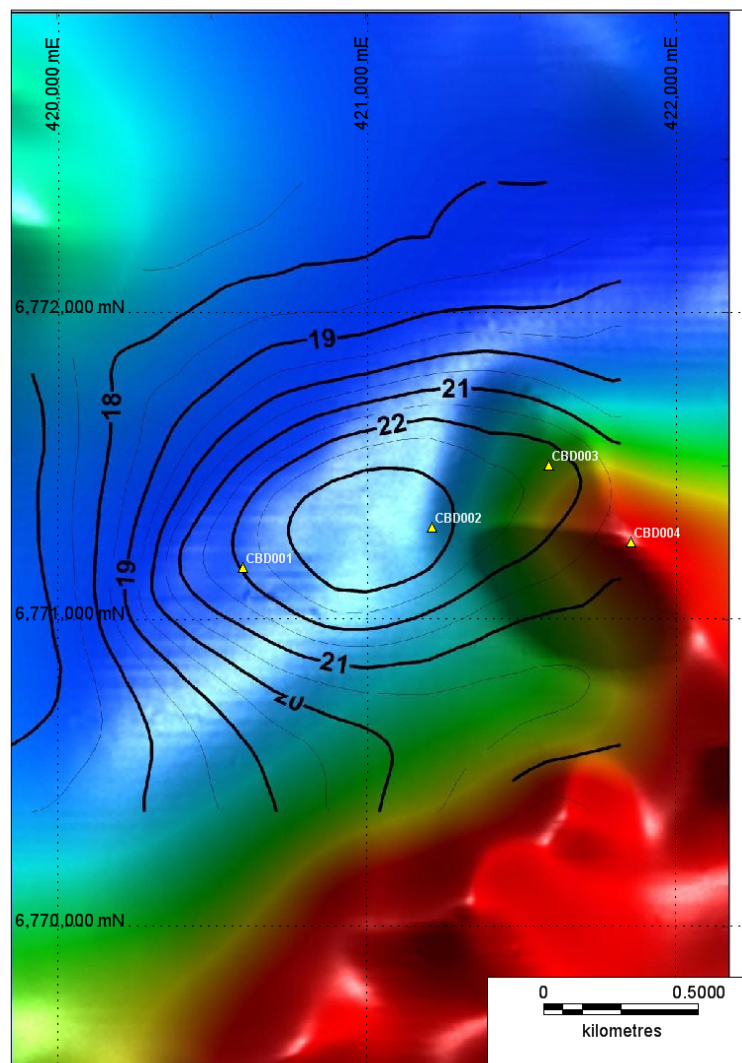 420,000 mE
421,000 mE
422,000 mE
6,772,000 mN
19
18
21
22
CBD003
CBD002
CBD004
CBD001
19
6,771,000 mN
21
20
6,770,000 mN
0 0.5000
kilometres